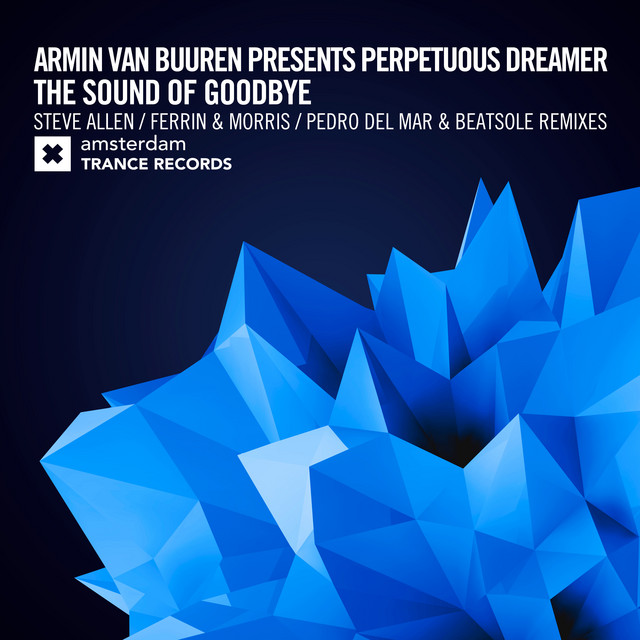 ARMIN VAN BUUREN PRESENTS PERPETUOUS DREAMER
THE SOUND OF GOODBYE
STEVE ALLEN / FERRIN & MORRIS / PEDRO DEL MAR & BEATSOLE REMIXES
amsterdam
TRANCE RECORDS